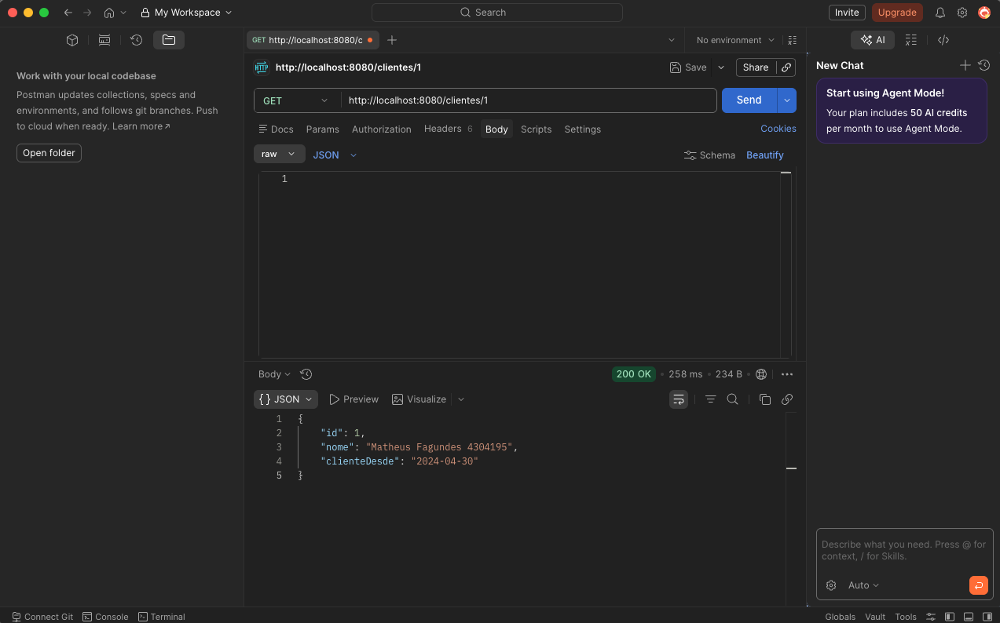 My Workspace
Search
Invite
Upgrade
GET http://localhost:8080/c
No environment
AI
HTTP http://localhost:8080/clientes/1
Save
Share
New Chat
Work with your local codebase
Postman updates collections, specs and
environments, and follows git branches. Push
to cloud when ready. Learn more
Open folder
Start using Agent Mode!
Your plan includes 50 AI credits
per month to use Agent Mode.
GET
http://localhost:8080/clientes/1
Send
Docs
Params
Authorization
Headers 6
Body
Scripts
Settings
Cookies
raw
JSON
Schema
Beautify
1
Body
200 OK
258 ms
234 B
{} JSON
Preview
Visualize
1 {
2 "id": 1,
3 "nome": "Matheus Fagundes 4304195",
4 "clienteDesde": "2024-04-30"
5 }
Describe what you need. Press @ for
context, / for Skills.
Auto
Connect Git
Console
Terminal
Globals
Vault
Tools